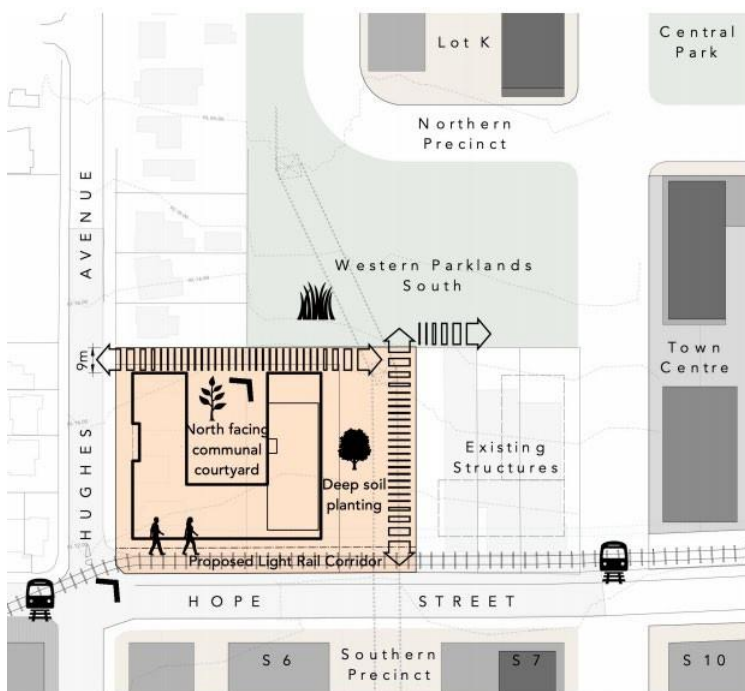 Lot K
Central
Park
Northern
Precinct
Western Parklands
South
HUGHES AVENUE
9m
North facing
communal
courtyard
Deep soil
planting
Existing
Structures
Town
Centre
Proposed Light Rail Corridor
HOPE STREET
S 6
Southern
Precinct
S 7
S 10